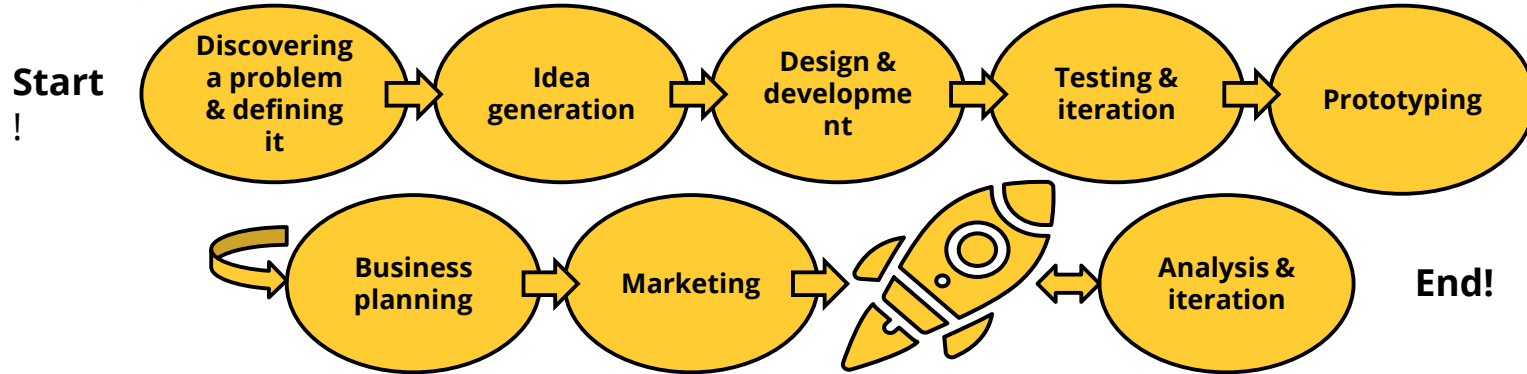 Start
!
Discovering
a problem
& defining
it
Idea
generation
Design &
developme
nt
Testing &
iteration
Prototyping
Business
planning
Marketing
Analysis &
iteration
End!